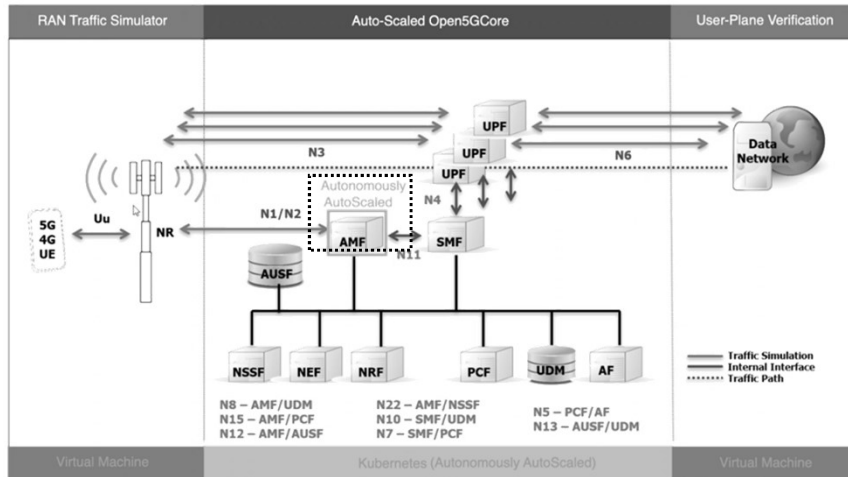 RAN Traffic Simulator
Auto-Scaled Open5GCore
User-Plane Verification
UPF
UPF
UPF
N3
N6
Data
Network
Autonomously
AutoScaled
N4
Uu
N1/N2
5G
4G
UE
NR
AMF
N11
SMF
AUSF
NSSF
NEF
NRF
PCF
UDM
AF
Traffic Simulation
Internal Interface
Traffic Path
N8 – AMF/UDM
N15 – AMF/PCF
N12 – AMF/AUSF
N22 – AMF/NSSF
N10 – SMF/UDM
N7 – SMF/PCF
N5 – PCF/AF
N13 – AUSF/UDM
Virtual Machine
Kubernetes (Autonomously AutoScaled)
Virtual Machine